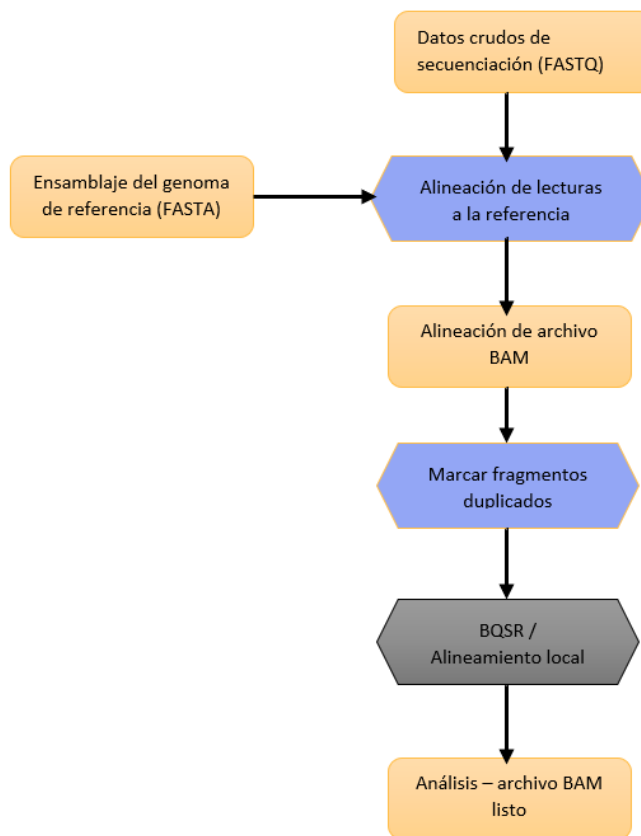 Datos crudos de
secuenciación (FASTQ)
Ensamblaje del genoma
de referencia (FASTA)
Alineación de lecturas
a la referencia
Alineación de archivo
BAM
Marcar fragmentos
duplicados
BQSR /
Alineamiento local
Análisis – archivo BAM
listo